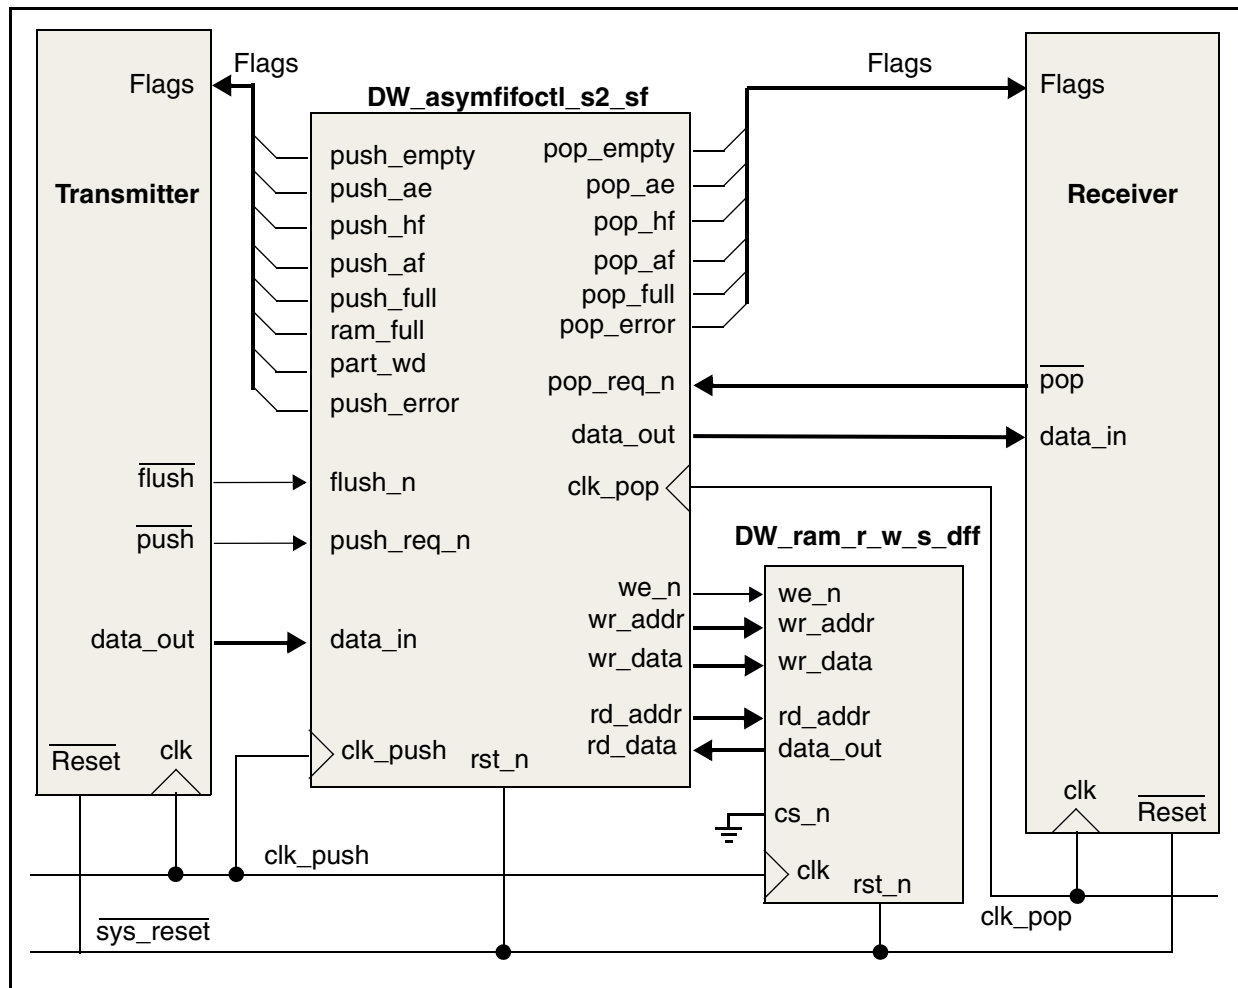 Flags
Flags
Flags
Flags
DW_asymfifoctl_s2_sf
Transmitter
Receiver
push_empty
push_ae
push_hf
push_af
push_full
ram_full
part_wd
push_error
pop_empty
pop_ae
pop_hf
pop_af
pop_full
pop_error
pop_req_n
pop
data_out
data_in
flush
flush_n
clk_pop
push
push_req_n
DW_ram_r_w_s_dff
we_n
we_n
wr_addr
wr_addr
data_out
data_in
wr_data
wr_data
rd_addr
rd_addr
rd_data
data_out
Reset
clk
clk_push
rst_n
cs_n
clk
Reset
clk_push
clk
rst_n
clk_pop
sys_reset